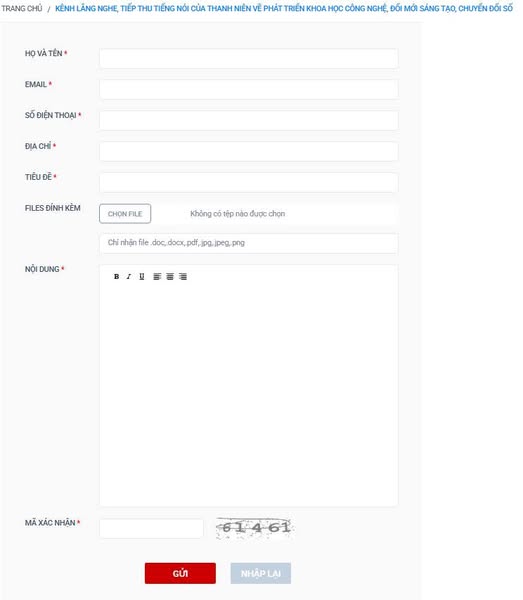 TRANG CHỦ / KÊNH LẮNG NGHE, TIẾP THU TIẾNG NÓI CỦA THANH NIÊN VỀ PHÁT TRIỂN KHOA HỌC CÔNG NGHỆ, ĐỔI MỚI SÁNG TẠO, CHUYỂN ĐỔI SỐ
HỌ VÀ TÊN *
EMAIL *
SỐ ĐIỆN THOẠI *
ĐỊA CHỈ *
TIÊU ĐỀ *
FILES ĐÍNH KÈM
CHỌN FILE Không có tệp nào được chọn
Chỉ nhận file .doc,.docx,.pdf,.jpg,.jpeg,.png
NỘI DUNG *
B I U
MÃ XÁC NHẬN *
61461
GỬI NHẬP LẠI